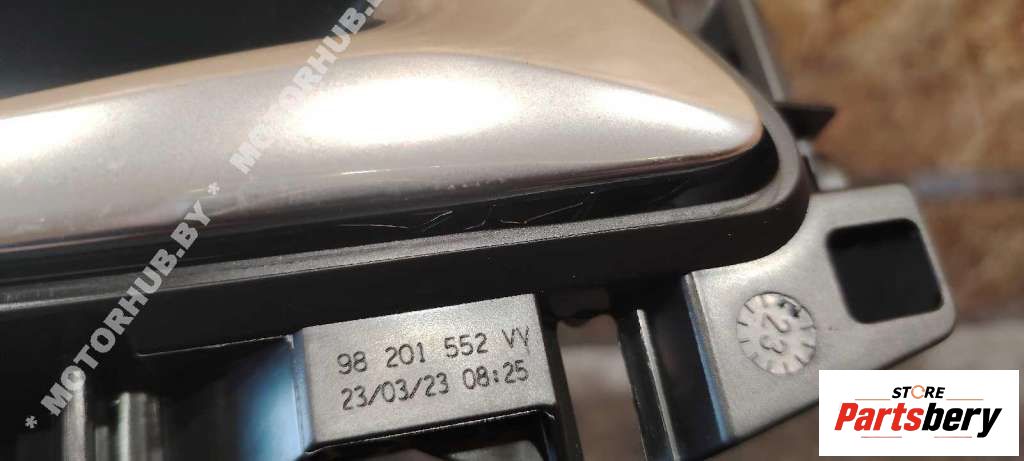 * MOTORHUB.BY * MOTORHUB.BY
98 201 552 VV
23/03/23 08:25
23
STORE
Partsbery